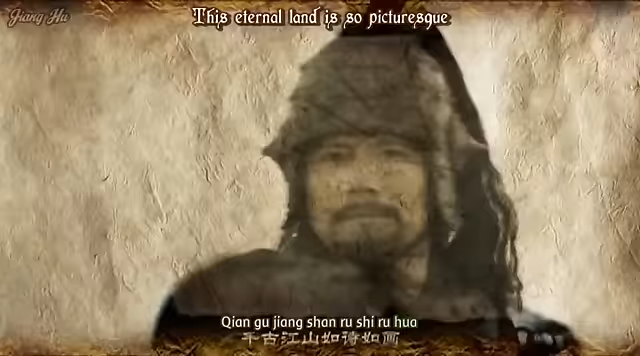 Jiang Hu
This eternal land is so picturesque
Qian gu jiang shan ru shi ru hua
千古江山如诗如画